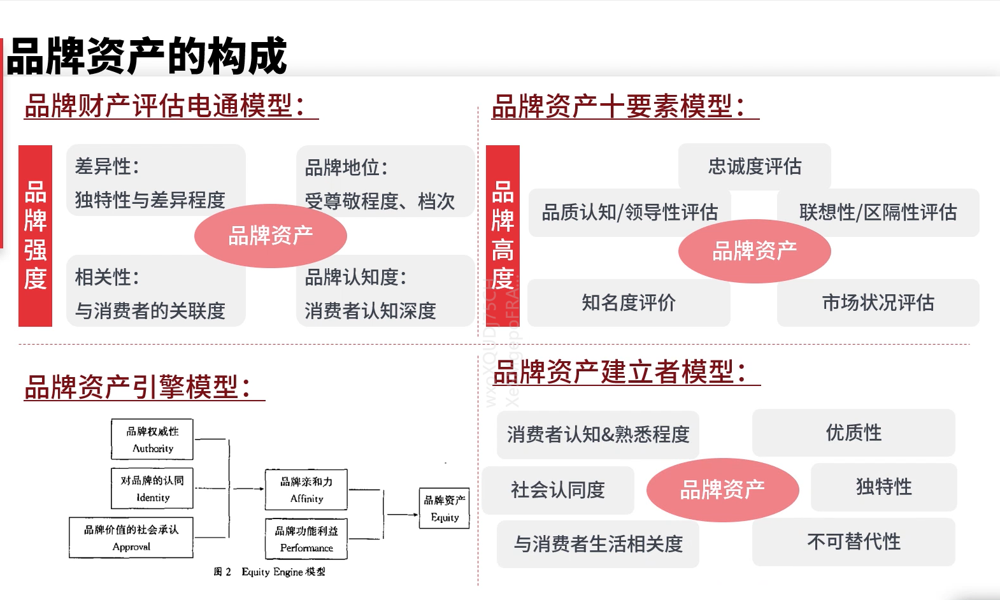 品牌资产的构成
品牌财产评估电通模型：
品牌强度
差异性：
独特性与差异程度
品牌地位：
受尊敬程度、档次
品牌资产
相关性：
与消费者的关联度
品牌认知度：
消费者认知深度
品牌资产十要素模型：
品牌高度
忠诚度评估
品质认知/领导性评估
联想性/区隔性评估
品牌资产
知名度评价
市场状况评估
品牌资产引擎模型：
品牌权威性
Authority
对品牌的认同
Identity
品牌价值的社会承认
Approval
品牌亲和力
Affinity
品牌功能利益
Performance
品牌资产
Equity
图 2 Equity Engine 模型
品牌资产建立者模型：
消费者认知&熟悉程度
优质性
社会认同度
品牌资产
独特性
与消费者生活相关度
不可替代性